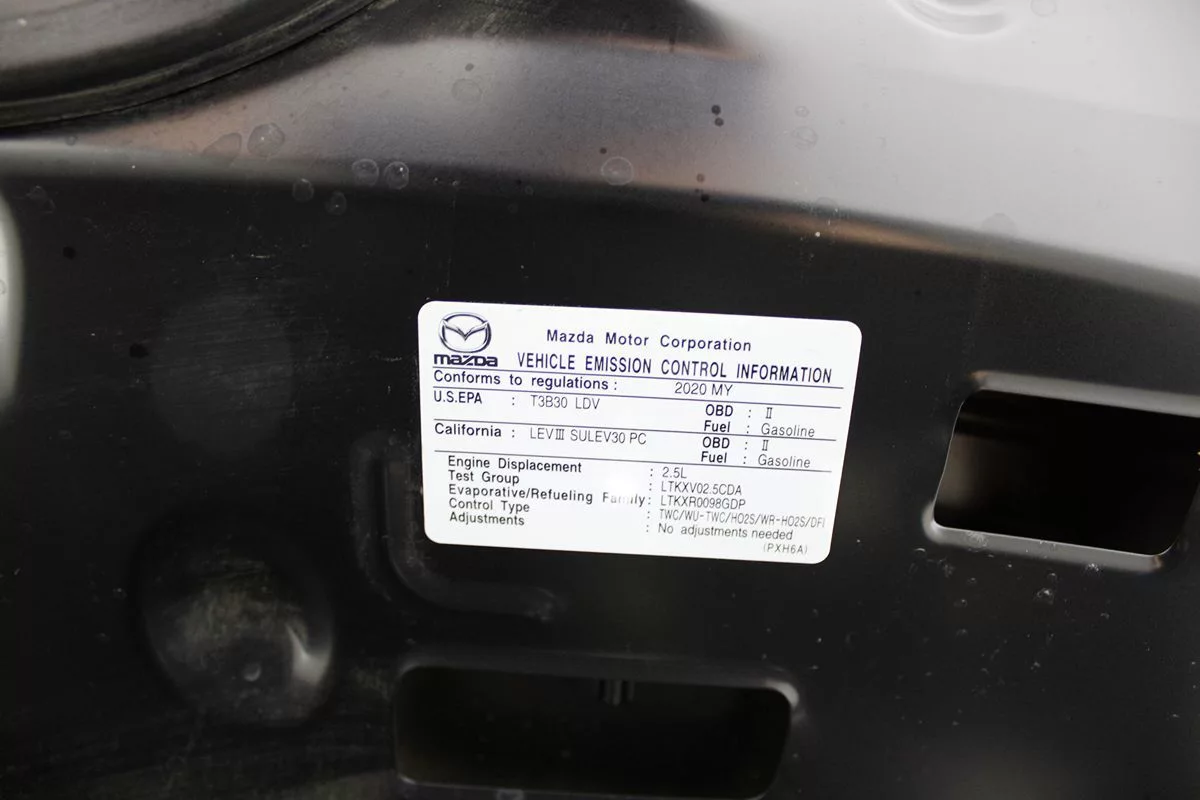 Mazda Motor Corporation
mazda VEHICLE EMISSION CONTROL INFORMATION
Conforms to regulations : 2020 MY
U.S.EPA : T3B30 LDV OBD : Ⅱ
Fuel : Gasoline
California : LEVⅢ SULEV30 PC OBD : Ⅱ
Fuel : Gasoline
Engine Displacement : 2.5L
Test Group : LTKXV02.5CDA
Evaporative/Refueling Family: LTKXR0098GDP
Control Type : TWC/WU-TWC/HO2S/WR-HO2S/DFI
Adjustments : No adjustments needed
(PXH6A)